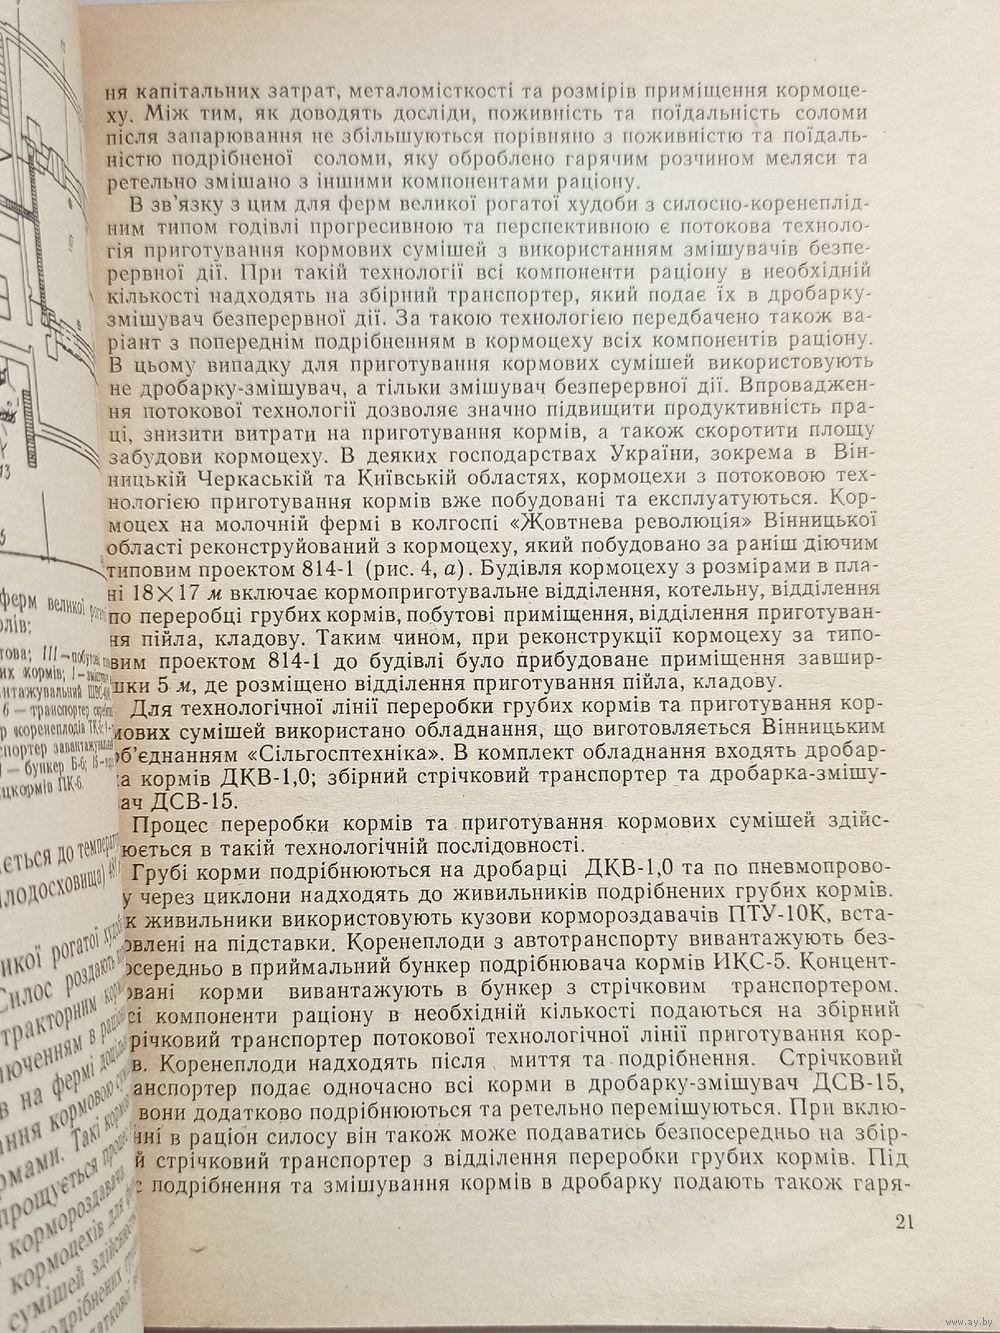 ня капітальних затрат, металомісткості та розмірів приміщення кормоце-
ху. Між тим, як доводять досліди, поживність та поїдальність соломи
після запарювання не збільшуються порівняно з поживністю та поїдаль-
ністю подрібненої соломи, яку оброблено гарячим розчином меляси та
ретельно змішано з іншими компонентами раціону.
В зв'язку з цим для ферм великої рогатої худоби з силосно-коренеплід-
ним типом годівлі прогресивною та перспективною є потокова техноло-
гія приготування кормових сумішей з використанням змішувачів безпе-
рервної дії. При такій технології всі компоненти раціону в необхідній
кількості надходять на збірний транспортер, який подає їх в дробарку-
змішувач безперервної дії. За такою технологією передбачено також ва-
ріант з попереднім подрібненням в кормоцеху всіх компонентів раціону.
В цьому випадку для приготування кормових сумішей використовують
не дробарку-змішувач, а тільки змішувач безперервної дії. Впроваджен-
ня потокової технології дозволяє значно підвищити продуктивність пра-
ці, знизити витрати на приготування кормів, а також скоротити площу
забудови кормоцеху. В деяких господарствах України, зокрема в Він-
ницькій Черкаській та Київській областях, кормоцехи з потоковою тех-
нологією приготування кормів вже побудовані та експлуатуються. Кор-
моцех на молочній фермі в колгоспі «Жовтнева революція» Вінницької
області реконструйований з кормоцеху, який побудовано за раніш діючим
типовим проектом 814-1 (рис. 4, а). Будівля кормоцеху з розмірами в пла-
ні 18×17 м включає кормоприготувальне відділення, котельну, відділення
по переробці грубих кормів, побутові приміщення, відділення приготуван-
ня пійла, кладову. Таким чином, при реконструкції кормоцеху за типо-
вим проектом 814-1 до будівлі було прибудоване приміщення завшир-
шки 5 м, де розміщено відділення приготування пійла, кладову.
Для технологічної лінії переробки грубих кормів та приготування кор-
мових сумішей використано обладнання, що виготовляється Вінницьким
об'єднанням «Сільгосптехніка». В комплект обладнання входять дробар-
ка кормів ДКВ-1,0; збірний стрічковий транспортер та дробарка-змішу-
ач ДСВ-15.
Процес переробки кормів та приготування кормових сумішей здійс-
нюється в такій технологічній послідовності.
Грубі корми подрібнюються на дробарці ДКВ-1,0 та по пневмопрово-
у через циклони надходять до живильників подрібнених грубих кормів.
к живильники використовують кузови кормороздавачів ПТУ-10К, вста-
овлені на підставки. Коренеплоди з автотранспорту вивантажують без-
осередньо в приймальний бункер подрібнювача кормів ИКС-5. Концент-
овані корми вивантажують в бункер з стрічковим транспортером.
сі компоненти раціону в необхідній кількості подаються на збірний
річковий транспортер потокової технологічної лінії приготування кор-
в. Коренеплоди надходять після миття та подрібнення. Стрічковий
анспортер подає одночасно всі корми в дробарку-змішувач ДСВ-15,
вони додатково подрібнюються та ретельно перемішуються. При вклю-
нні в раціон силосу він також може подаватись безпосередньо на збір-
й стрічковий транспортер з відділення переробки грубих кормів. Під
с подрібнення та змішування кормів в дробарку подають також гаря-
21
www.ay.by